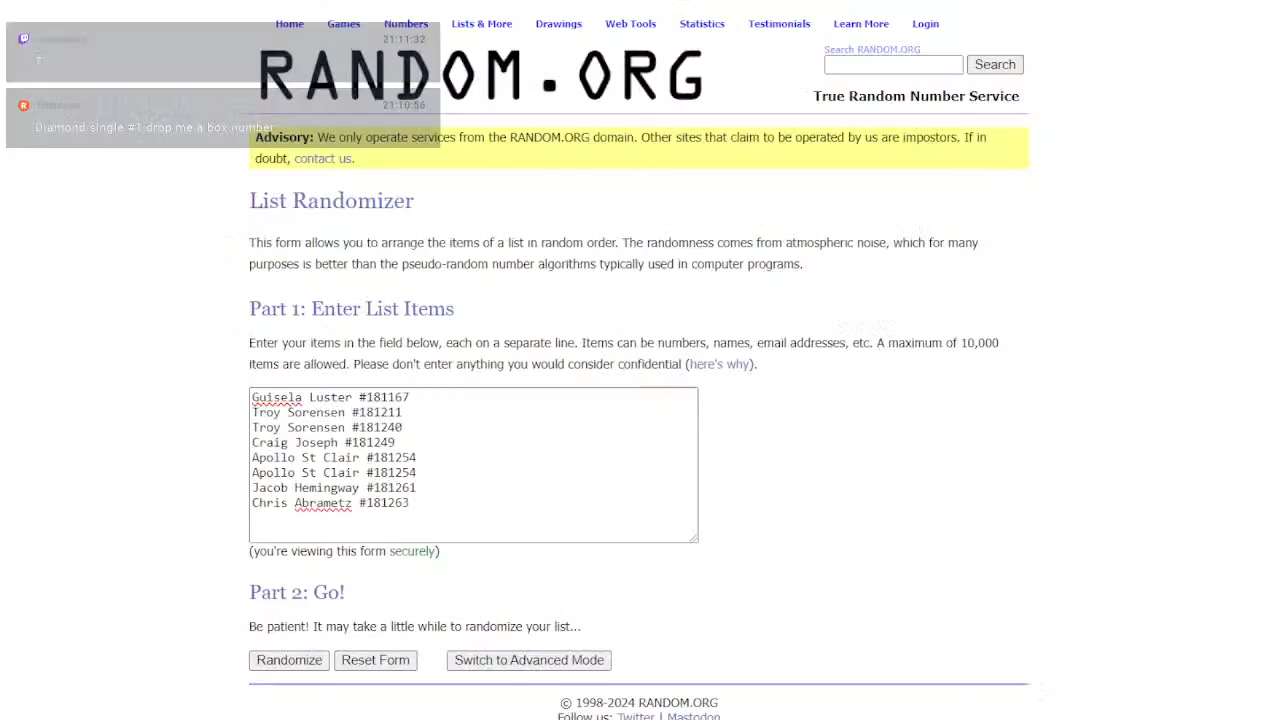 Home Games Numbers Lists & More Drawings Web Tools Statistics Testimonials Learn More Login
21:11:32
7
21:10:56
Diamond single #1 drop me a box number
RANDOM.ORG
Search RANDOM.ORG
Search
True Random Number Service
Advisory: We only operate services from the RANDOM.ORG domain. Other sites that claim to be operated by us are impostors. If in
doubt, contact us.
List Randomizer
This form allows you to arrange the items of a list in random order. The randomness comes from atmospheric noise, which for many
purposes is better than the pseudo-random number algorithms typically used in computer programs.
Part 1: Enter List Items
Enter your items in the field below, each on a separate line. Items can be numbers, names, email addresses, etc. A maximum of 10,000
items are allowed. Please don't enter anything you would consider confidential (here's why).
Guisela Luster #181167
Troy Sorensen #181211
Troy Sorensen #181240
Craig Joseph #181249
Apollo St Clair #181254
Apollo St Clair #181254
Jacob Hemingway #181261
Chris Abrametz #181263
(you're viewing this form securely)
Part 2: Go!
Be patient! It may take a little while to randomize your list...
Randomize Reset Form Switch to Advanced Mode
© 1998-2024 RANDOM.ORG
Follow us: Twitter | Mastodon